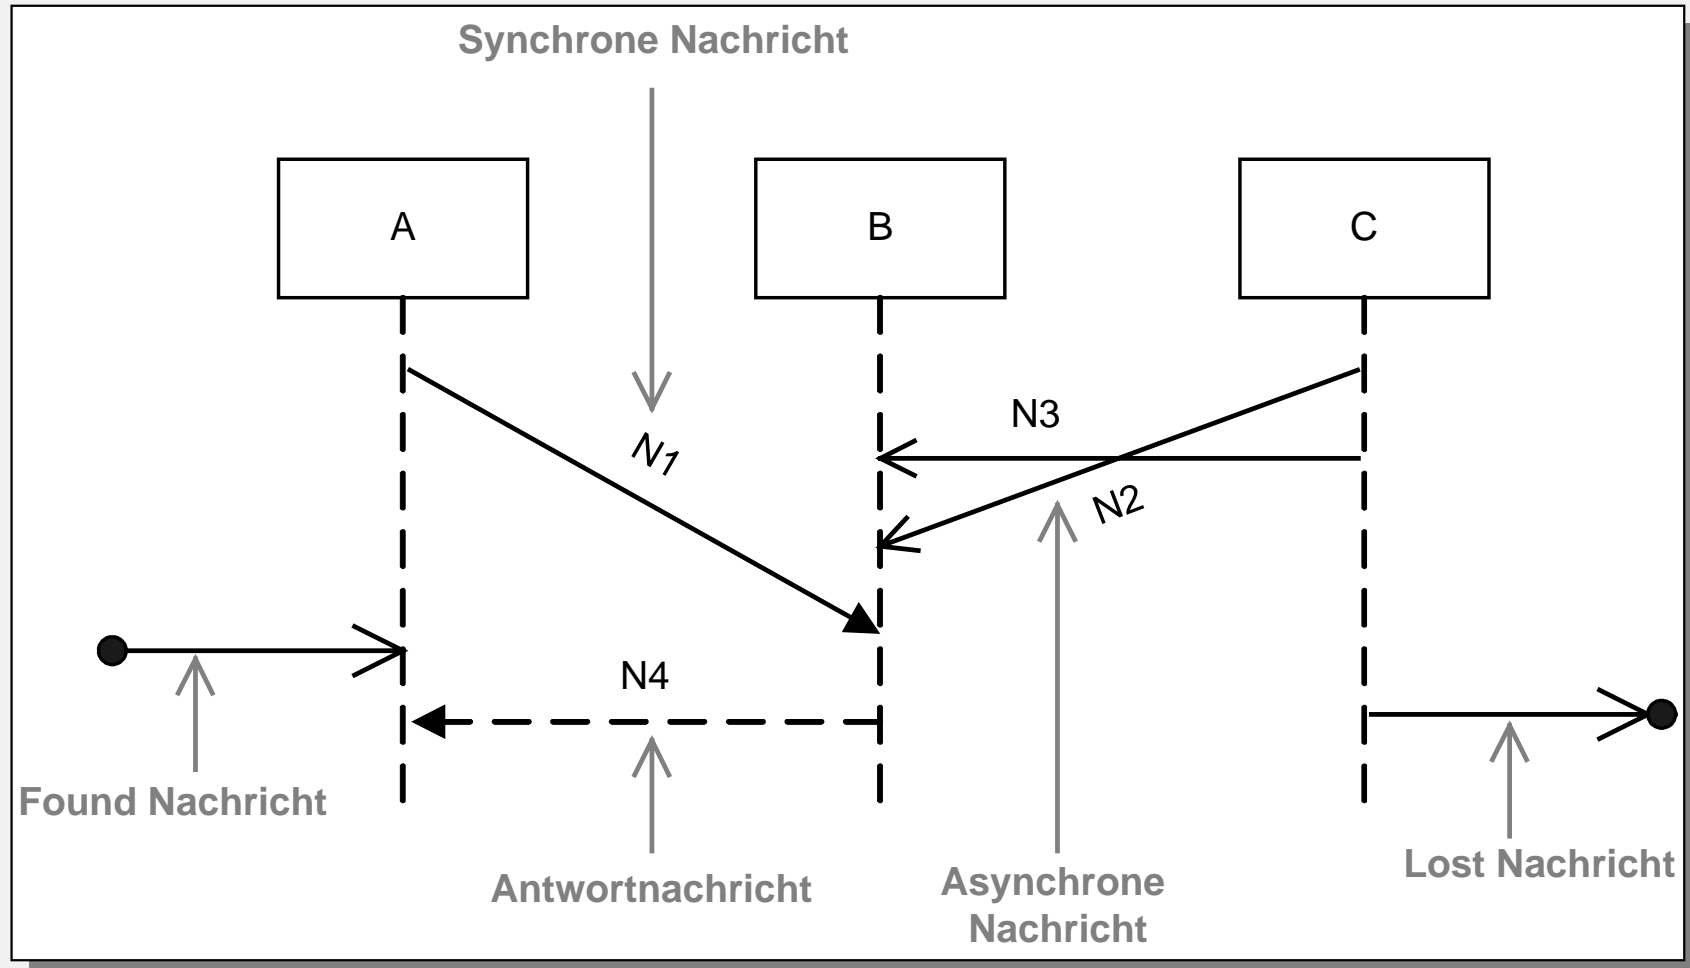 Synchrone Nachricht
A
B
C
N3
N1
N2
N4
Found Nachricht
Antwortnachricht
Asynchrone
Nachricht
Lost Nachricht